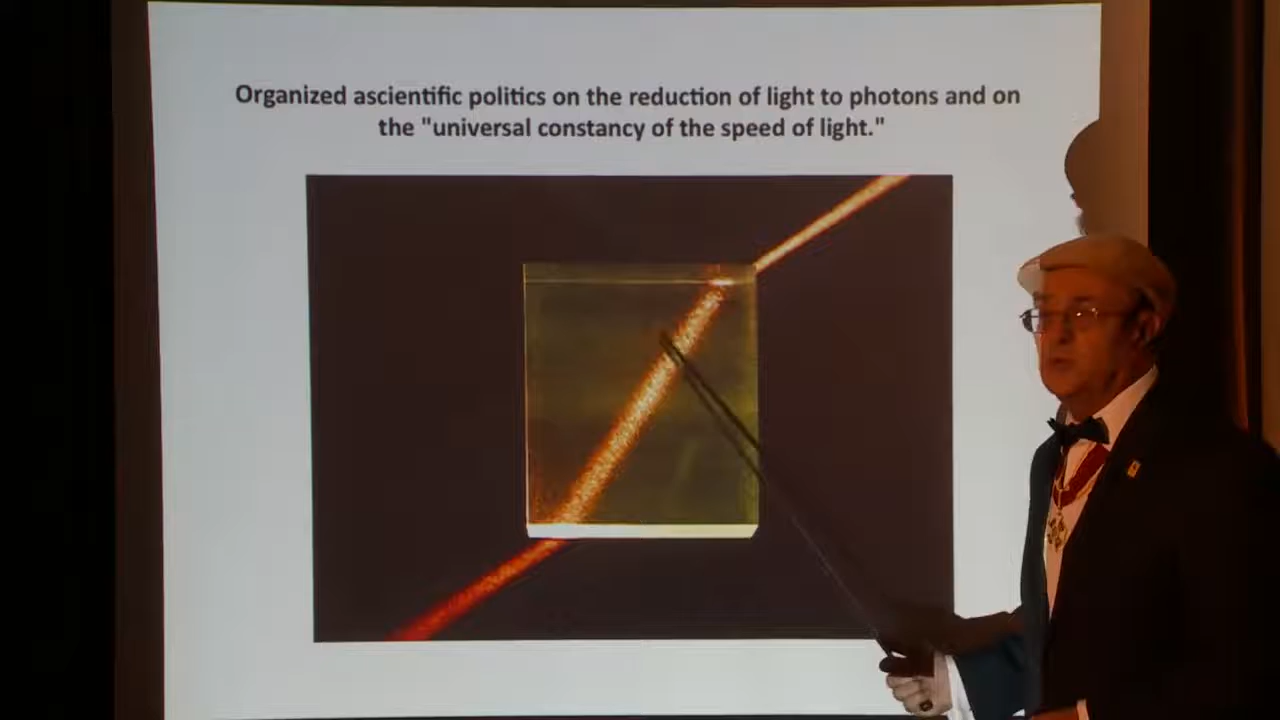 Organized ascientific politics on the reduction of light to photons and on
the "universal constancy of the speed of light."